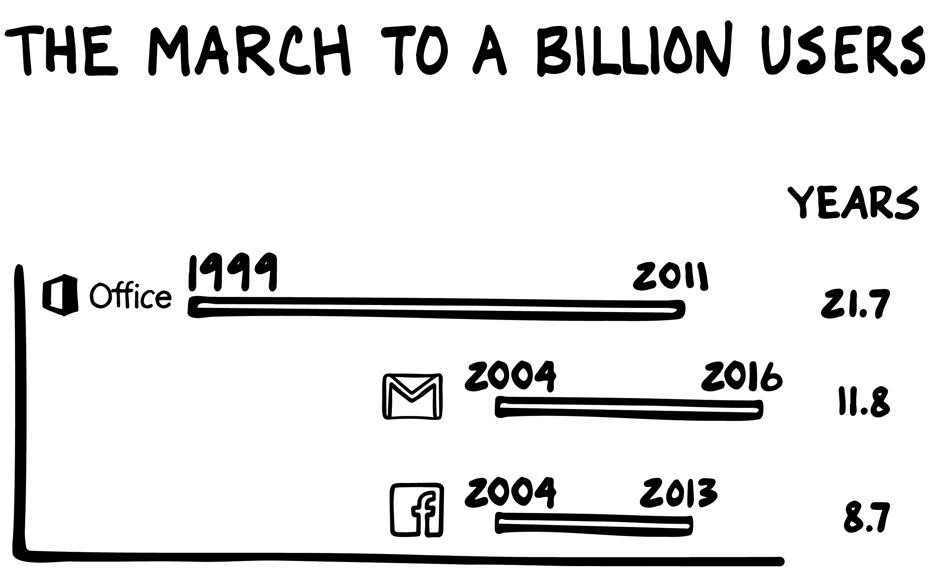 THE MARCH TO A BILLION USERS
YEARS
Office 1999 2011 21.7
2004 2016 11.8
2004 2013 8.7